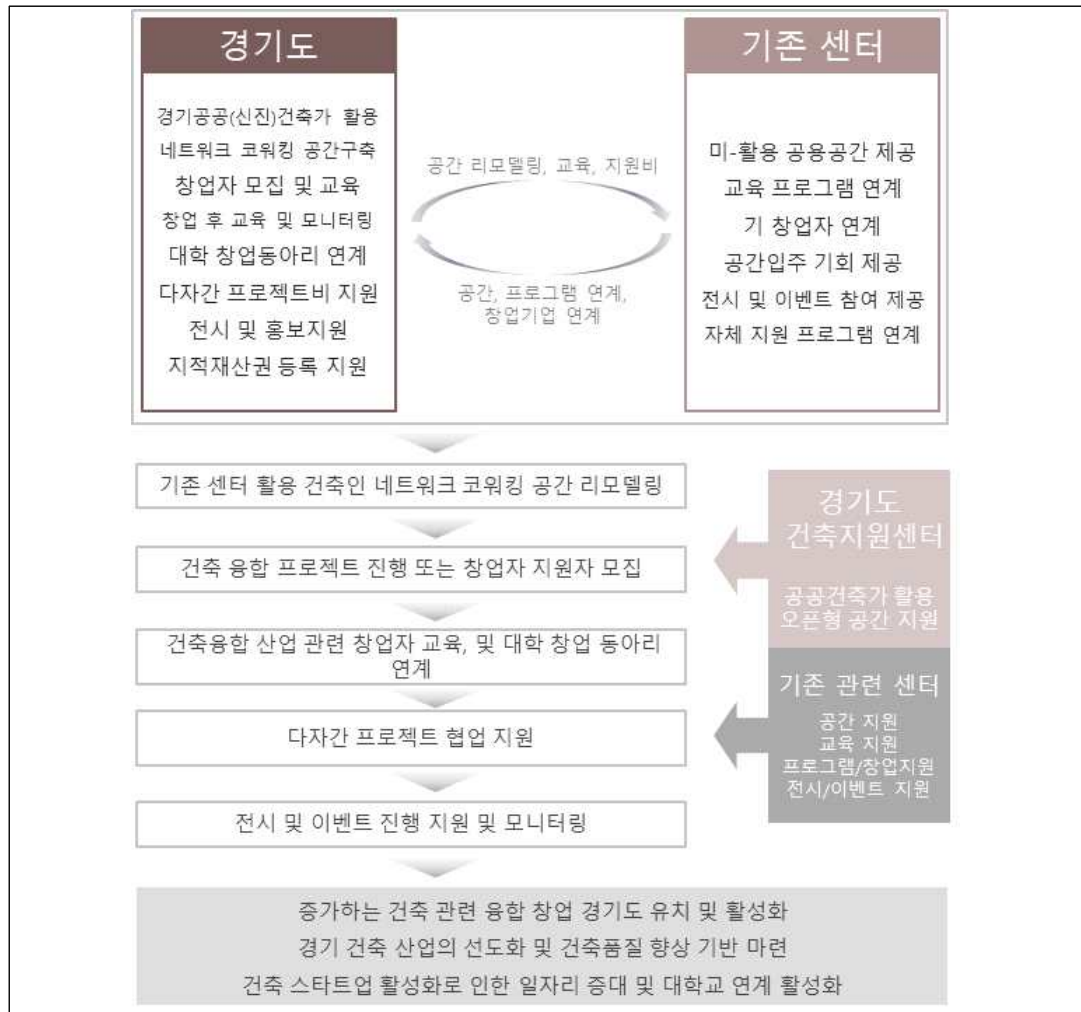 경기도
경기공공(신진)건축가 활용
네트워크 코워킹 공간구축
창업자 모집 및 교육
창업 후 교육 및 모니터링
대학 창업동아리 연계
다자간 프로젝트비 지원
전시 및 홍보지원
지적재산권 등록 지원
공간 리모델링, 교육, 지원비
공간, 프로그램 연계,
창업기업 연계
기존 센터
미-활용 공용공간 제공
교육 프로그램 연계
기 창업자 연계
공간입주 기회 제공
전시 및 이벤트 참여 제공
자체 지원 프로그램 연계
기존 센터 활용 건축인 네트워크 코워킹 공간 리모델링
건축 융합 프로젝트 진행 또는 창업자 지원자 모집
건축융합 산업 관련 창업자 교육, 및 대학 창업 동아리
연계
다자간 프로젝트 협업 지원
전시 및 이벤트 진행 지원 및 모니터링
경기도
건축지원센터
공공건축가 활용
오픈형 공간 지원
기존 관련 센터
공간 지원
교육 지원
프로그램/창업지원
전시/이벤트 지원
증가하는 건축 관련 융합 창업 경기도 유치 및 활성화
경기 건축 산업의 선도화 및 건축품질 향상 기반 마련
건축 스타트업 활성화로 인한 일자리 증대 및 대학교 연계 활성화